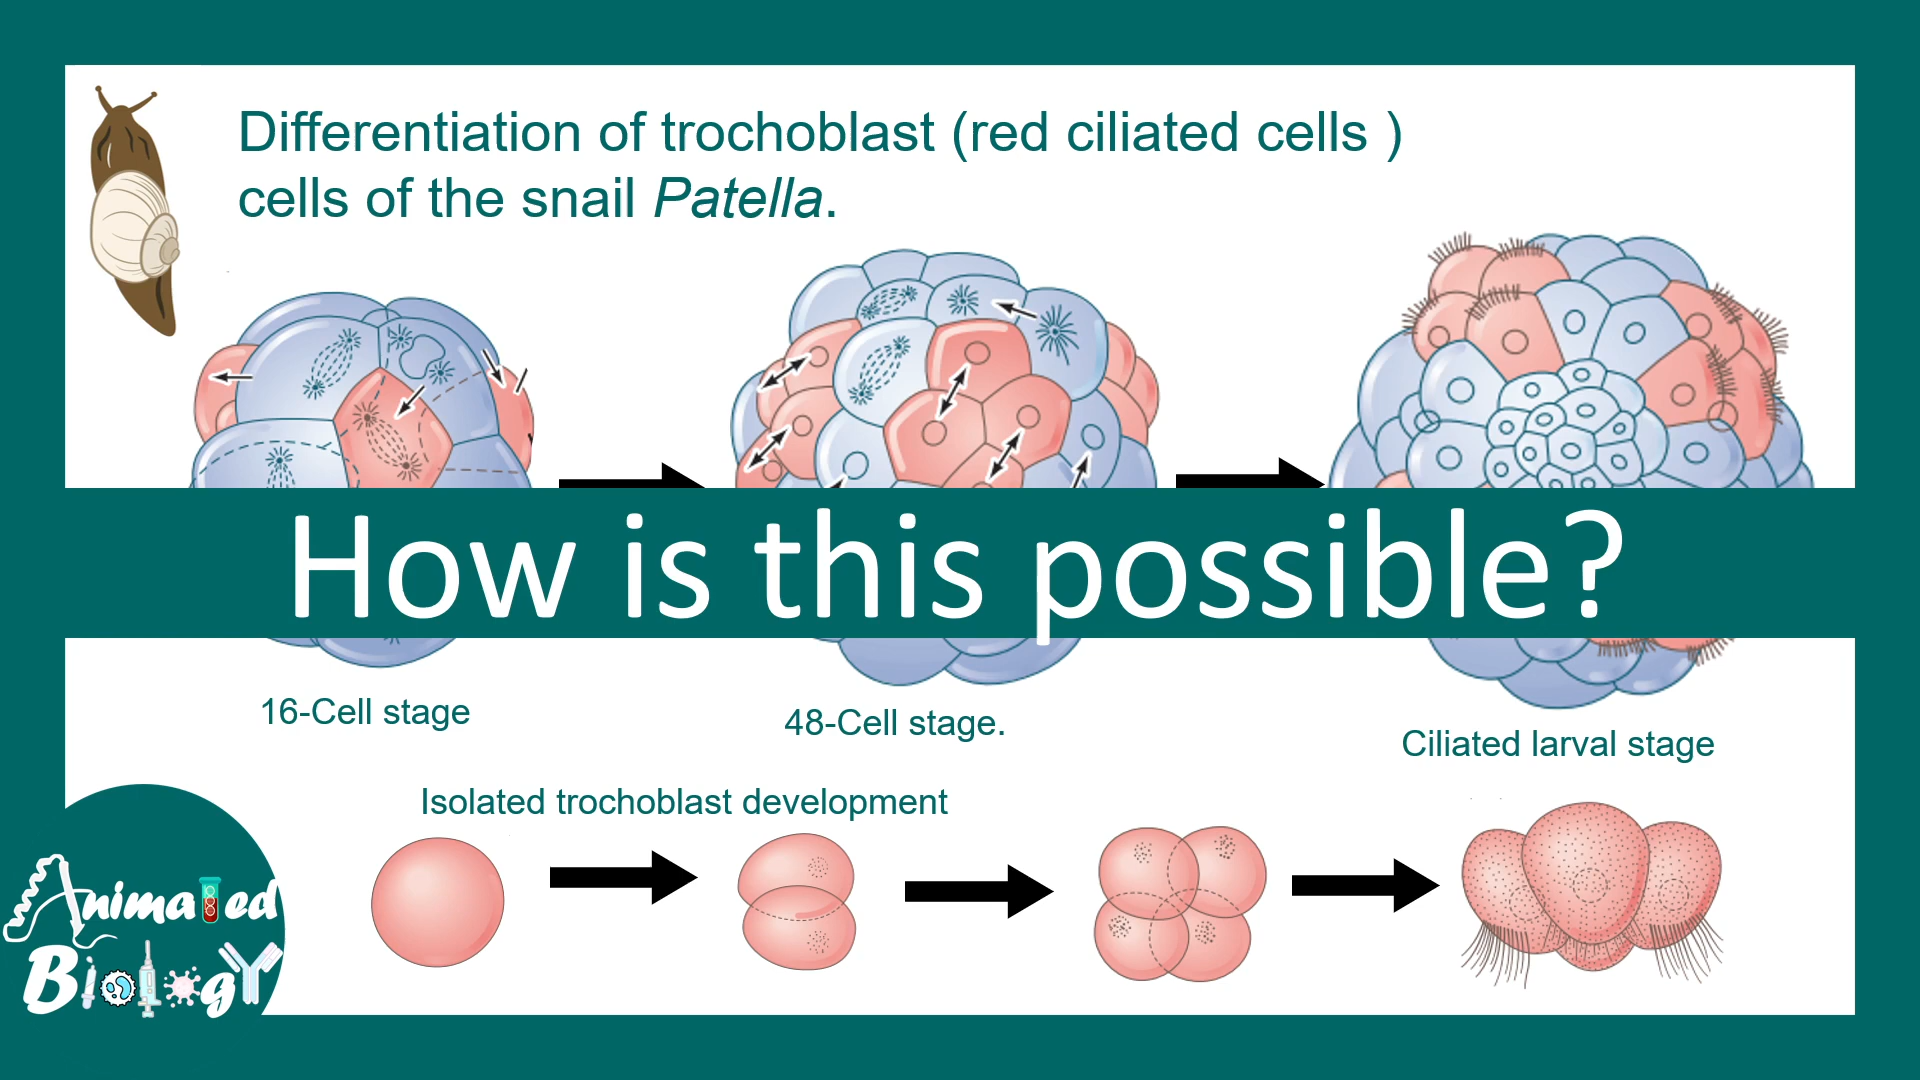 Differentiation of trochoblast (red ciliated cells )
cells of the snail Patella.
How is this possible?
16-Cell stage
48-Cell stage.
Ciliated larval stage
Isolated trochoblast development
Animated
Biology